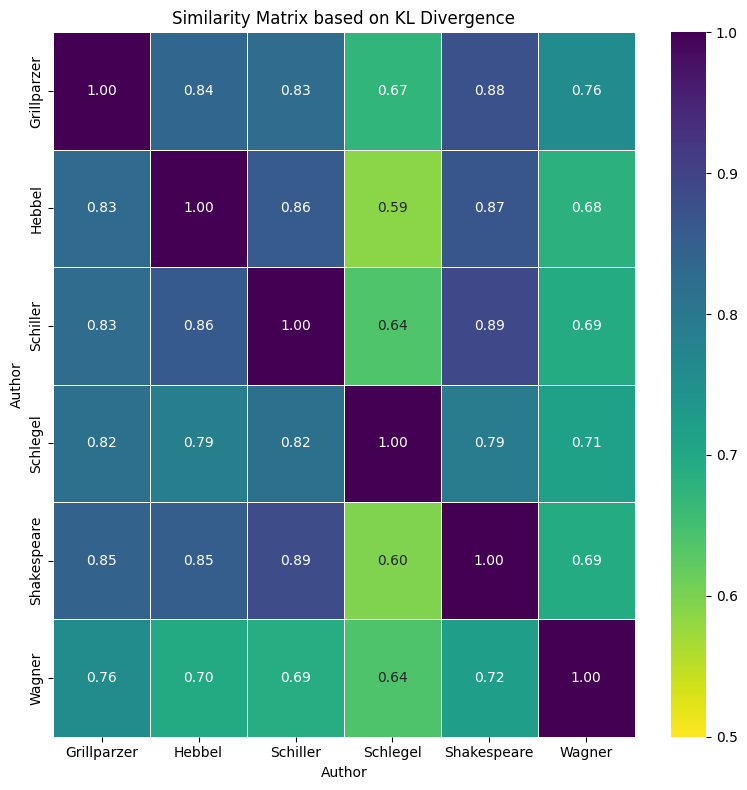 Similarity Matrix based on KL Divergence
Grillparzer 1.00 0.84 0.83 0.67 0.88 0.76
Hebbel 0.83 1.00 0.86 0.59 0.87 0.68
Schiller 0.83 0.86 1.00 0.64 0.89 0.69
Schlegel 0.82 0.79 0.82 1.00 0.79 0.71
Shakespeare 0.85 0.85 0.89 0.60 1.00 0.69
Wagner 0.76 0.70 0.69 0.64 0.72 1.00
Author
Grillparzer Hebbel Schiller Schlegel Shakespeare Wagner
Author
1.0
0.9
0.8
0.7
0.6
0.5